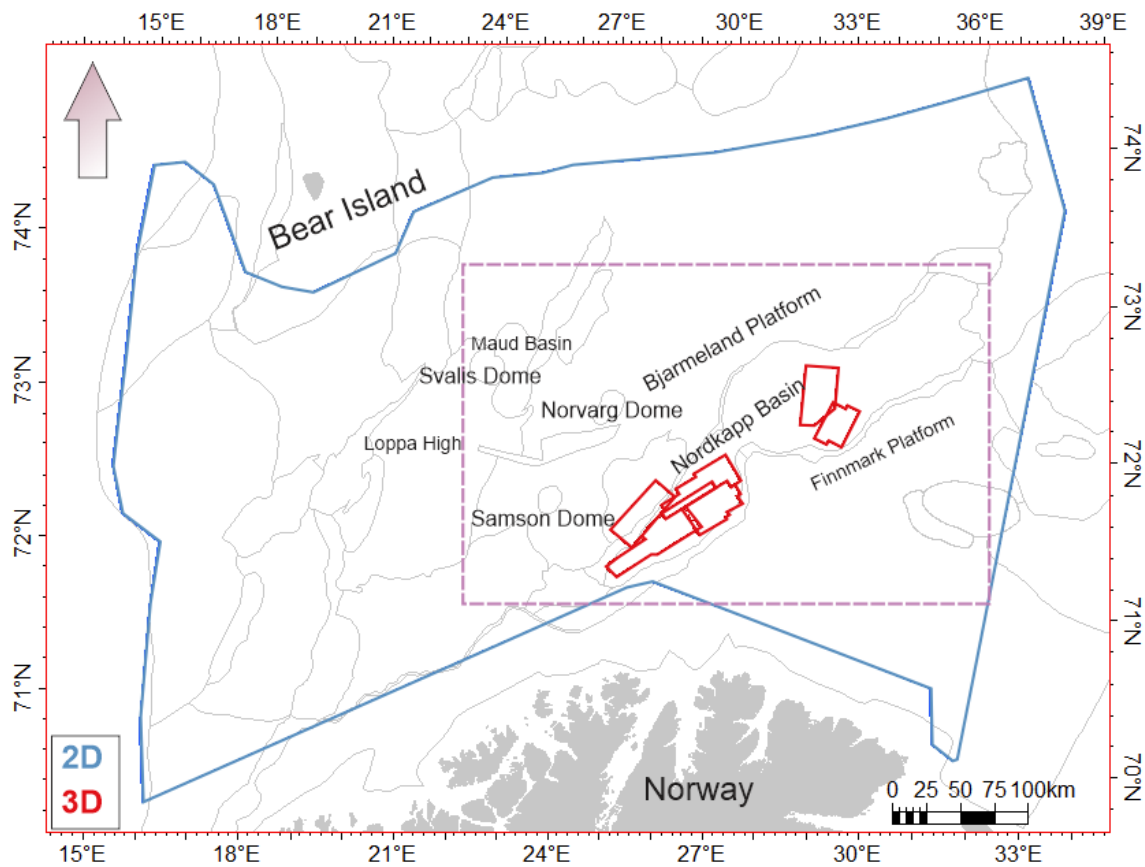 15°E 18°E 21°E 24°E 27°E 30°E 33°E 36°E 39°E
74°N
74°N
Bear Island
73°N
73°N
Bjarmeland Platform
Maud Basin
Svalis Dome
Norvarg Dome
Nordkapp Basin
Loppa High
Finnmark Platform
72°N
72°N
Samson Dome
71°N
71°N
70°N
2D
3D
Norway
0 25 50 75 100km
15°E 18°E 21°E 24°E 27°E 30°E 33°E